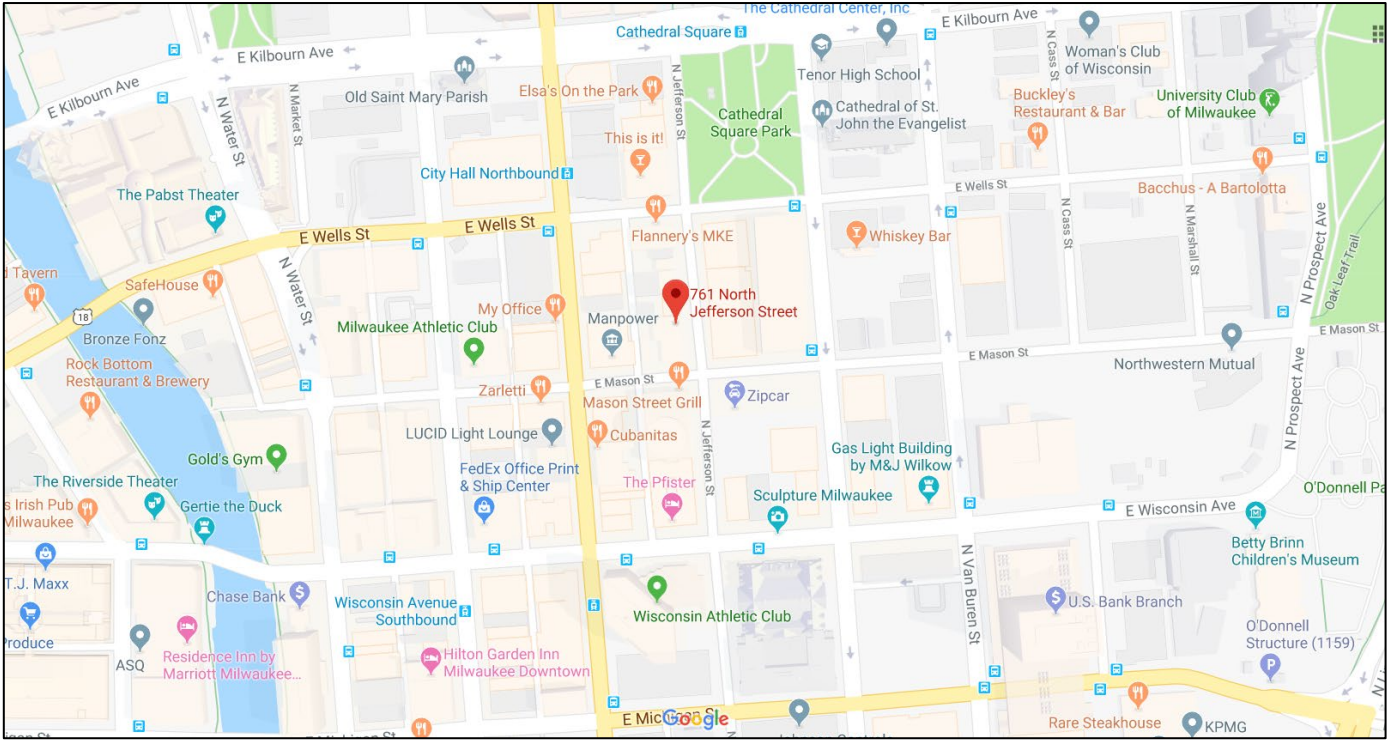 The Cathedral Center, Inc
E Kilbourn Ave
Cathedral Square
E Kilbourn Ave
N Cass St
Woman's Club
of Wisconsin
Tenor High School
E Kilbourn Ave
N Market St
Old Saint Mary Parish
Elsa's On the Park
N Jefferson St
Cathedral
Square Park
Cathedral of St.
John the Evangelist
Buckley's
Restaurant & Bar
University Club
of Milwaukee
N Water St
This is it!
City Hall Northbound
E Wells St
Bacchus - A Bartolotta
The Pabst Theater
E Wells St
E Wells St
Flannery's MKE
Whiskey Bar
N Cass St
N Marshall St
N Prospect Ave
Oak Leaf Trail
Tavern
SafeHouse
N Water St
18
Bronze Fonz
My Office
Manpower
761 North
Jefferson Street
Milwaukee Athletic Club
E Mason St
E Mason St
Northwestern Mutual
Rock Bottom
Restaurant & Brewery
Zarletti
E Mason St
Mason Street Grill
Zipcar
N Prospect Ave
LUCID Light Lounge
Cubanitas
N Jefferson St
Gas Light Building
by M&J Wilkow
Gold's Gym
FedEx Office Print
& Ship Center
The Pfister
Sculpture Milwaukee
O'Donnell Pa
The Riverside Theater
s Irish Pub
Milwaukee
Gertie the Duck
E Wisconsin Ave
Betty Brinn
Children's Museum
T.J. Maxx
Chase Bank
Wisconsin Avenue
Southbound
Wisconsin Athletic Club
N Van Buren St
U.S. Bank Branch
Produce
ASQ
Residence Inn by
Marriott Milwaukee...
Hilton Garden Inn
Milwaukee Downtown
O'Donnell
Structure (1159)
Google
Rare Steakhouse
KPMG